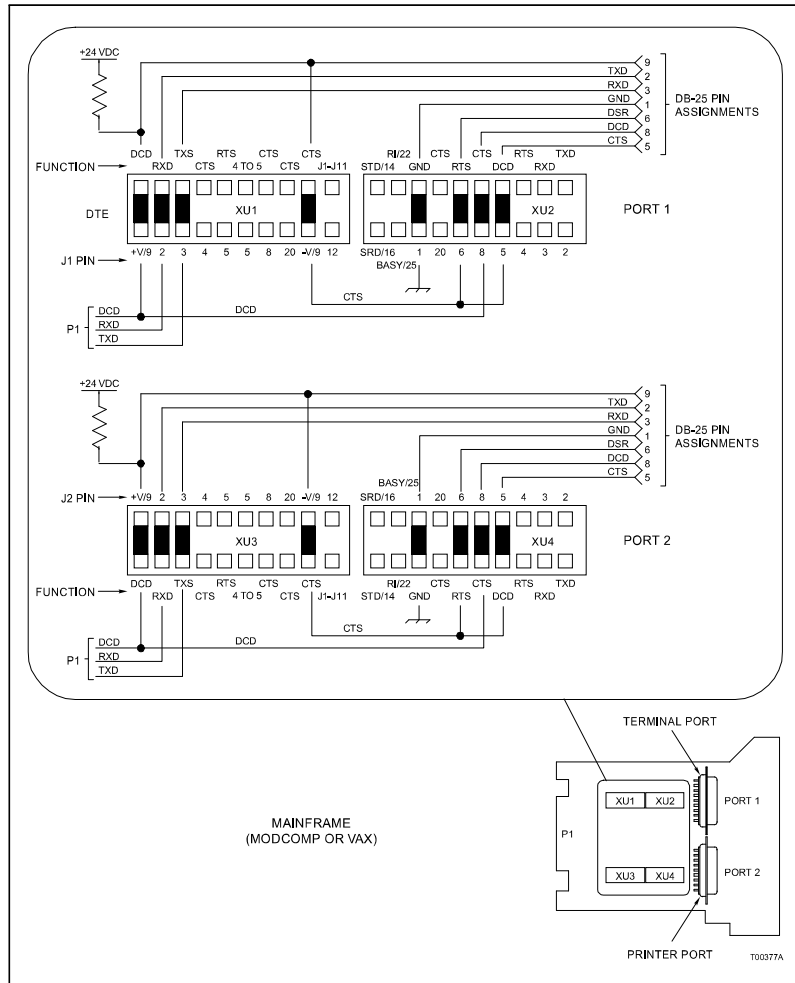 +24 VDC
9
TXD 2
RXD 3
GND 1
DSR 6
DCD 8
CTS 5
DB-25 PIN
ASSIGNMENTS
DCD TXS RTS CTS CTS RI/22 CTS CTS RTS TXD
FUNCTION RXD CTS 4 TO 5 CTS J1-J11 STD/14 GND RTS DCD RXD
DTE XU1 XU2 PORT 1
J1 PIN +V/9 2 3 4 5 5 8 20 -V/9 12 SRD/16 1 20 6 8 5 4 3 2
BASY/25
CTS
P1 DCD DCD
RXD
TXD
+24 VDC
9
TXD 2
RXD 3
GND 1
DSR 6
DCD 8
CTS 5
DB-25 PIN
ASSIGNMENTS
BASY/25
J2 PIN +V/9 2 3 4 5 5 8 20 -V/9 12 SRD/16 1 20 6 8 5 4 3 2
XU3 XU4 PORT 2
DCD TXS RTS CTS CTS RI/22 CTS CTS RTS TXD
FUNCTION RXD CTS 4 TO 5 CTS J1-J11 STD/14 GND RTS DCD RXD
CTS
P1 DCD DCD
RXD
TXD
TERMINAL PORT
XU1 XU2 PORT 1
P1
MAINFRAME
(MODCOMP OR VAX)
XU3 XU4 PORT 2
PRINTER PORT
T00377A